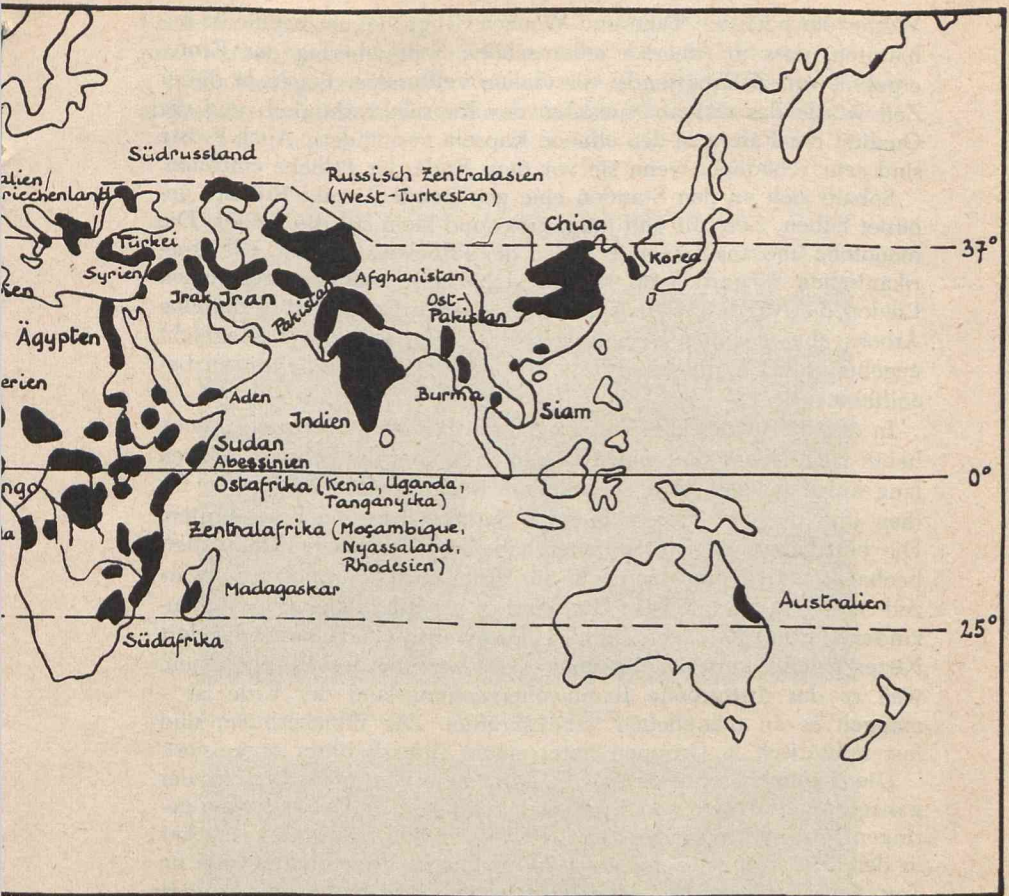 Südrussland
Russisch Zentralasien
(West-Turkestan)
alien/
riechenland
China
37°
Türkei
Korea
Syrien
Afghanistan
Irak
Iran
Pakistan
Ost-
Pakistan
Ägypten
erien
Aden
Burma
Siam
Indien
Sudan
Abessinien
0°
ngo
Ostafrika (Kenia, Uganda,
Tanganyika)
Zentralafrika (Moçambique,
Nyassaland,
Rhodesien)
Madagaskar
Australien
25°
Südafrika